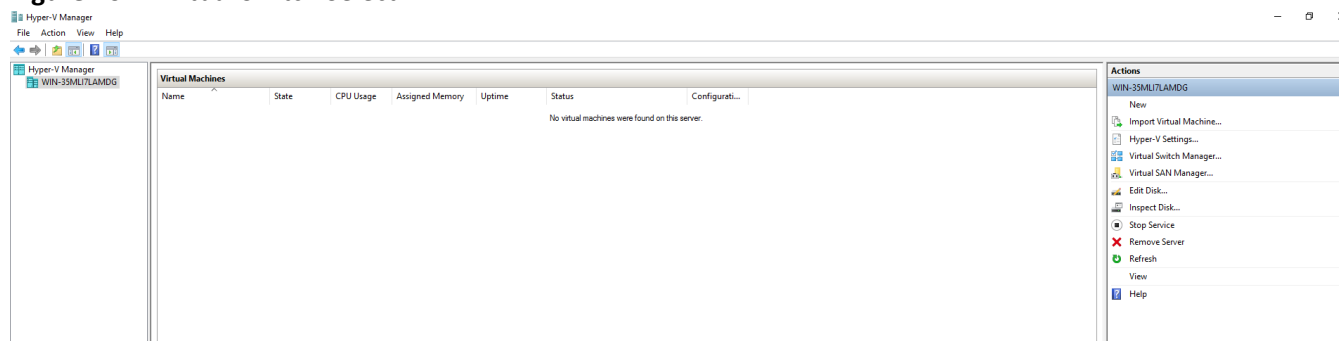 Hyper-V Manager
File Action View Help
Hyper-V Manager
WIN-35MLI7LAMDG
Virtual Machines
Name State CPU Usage Assigned Memory Uptime Status Configurati...
No virtual machines were found on this server.
Actions
WIN-35MLI7LAMDG
New
Import Virtual Machine...
Hyper-V Settings...
Virtual Switch Manager...
Virtual SAN Manager...
Edit Disk...
Inspect Disk...
Stop Service
Remove Server
Refresh
View
Help